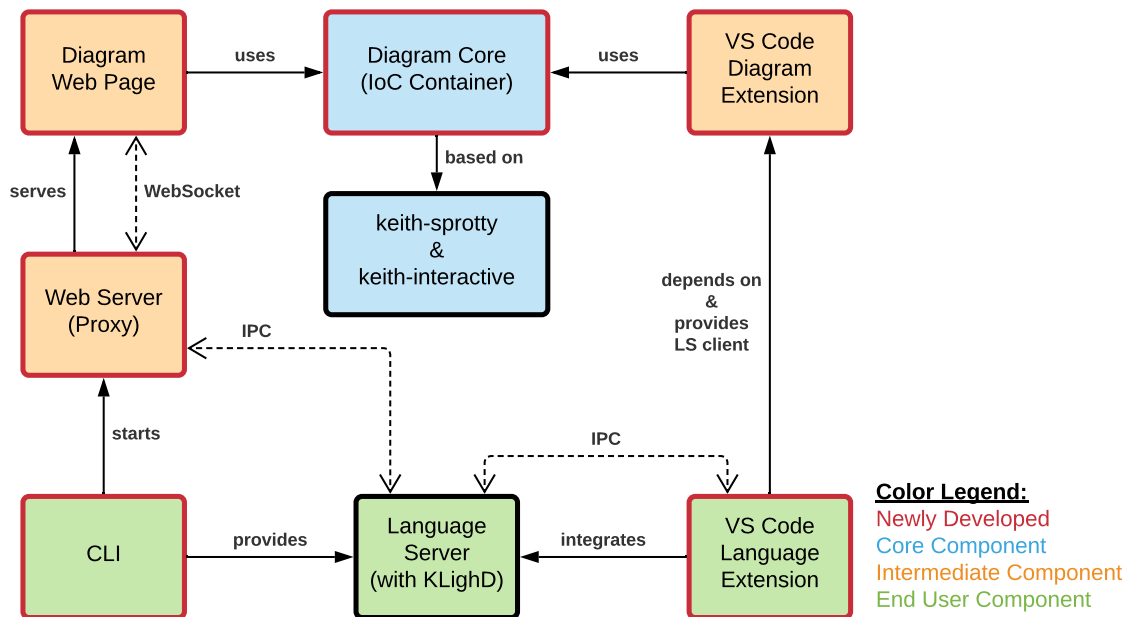 Diagram
Web Page
uses
Diagram Core
(IoC Container)
uses
VS Code
Diagram
Extension
based on
serves
WebSocket
keith-sprotty
&
keith-interactive
Web Server
(Proxy)
IPC
depends on
&
provides
LS client
starts
IPC
CLI
provides
Language
Server
(with KLighD)
integrates
VS Code
Language
Extension
Color Legend:
Newly Developed
Core Component
Intermediate Component
End User Component